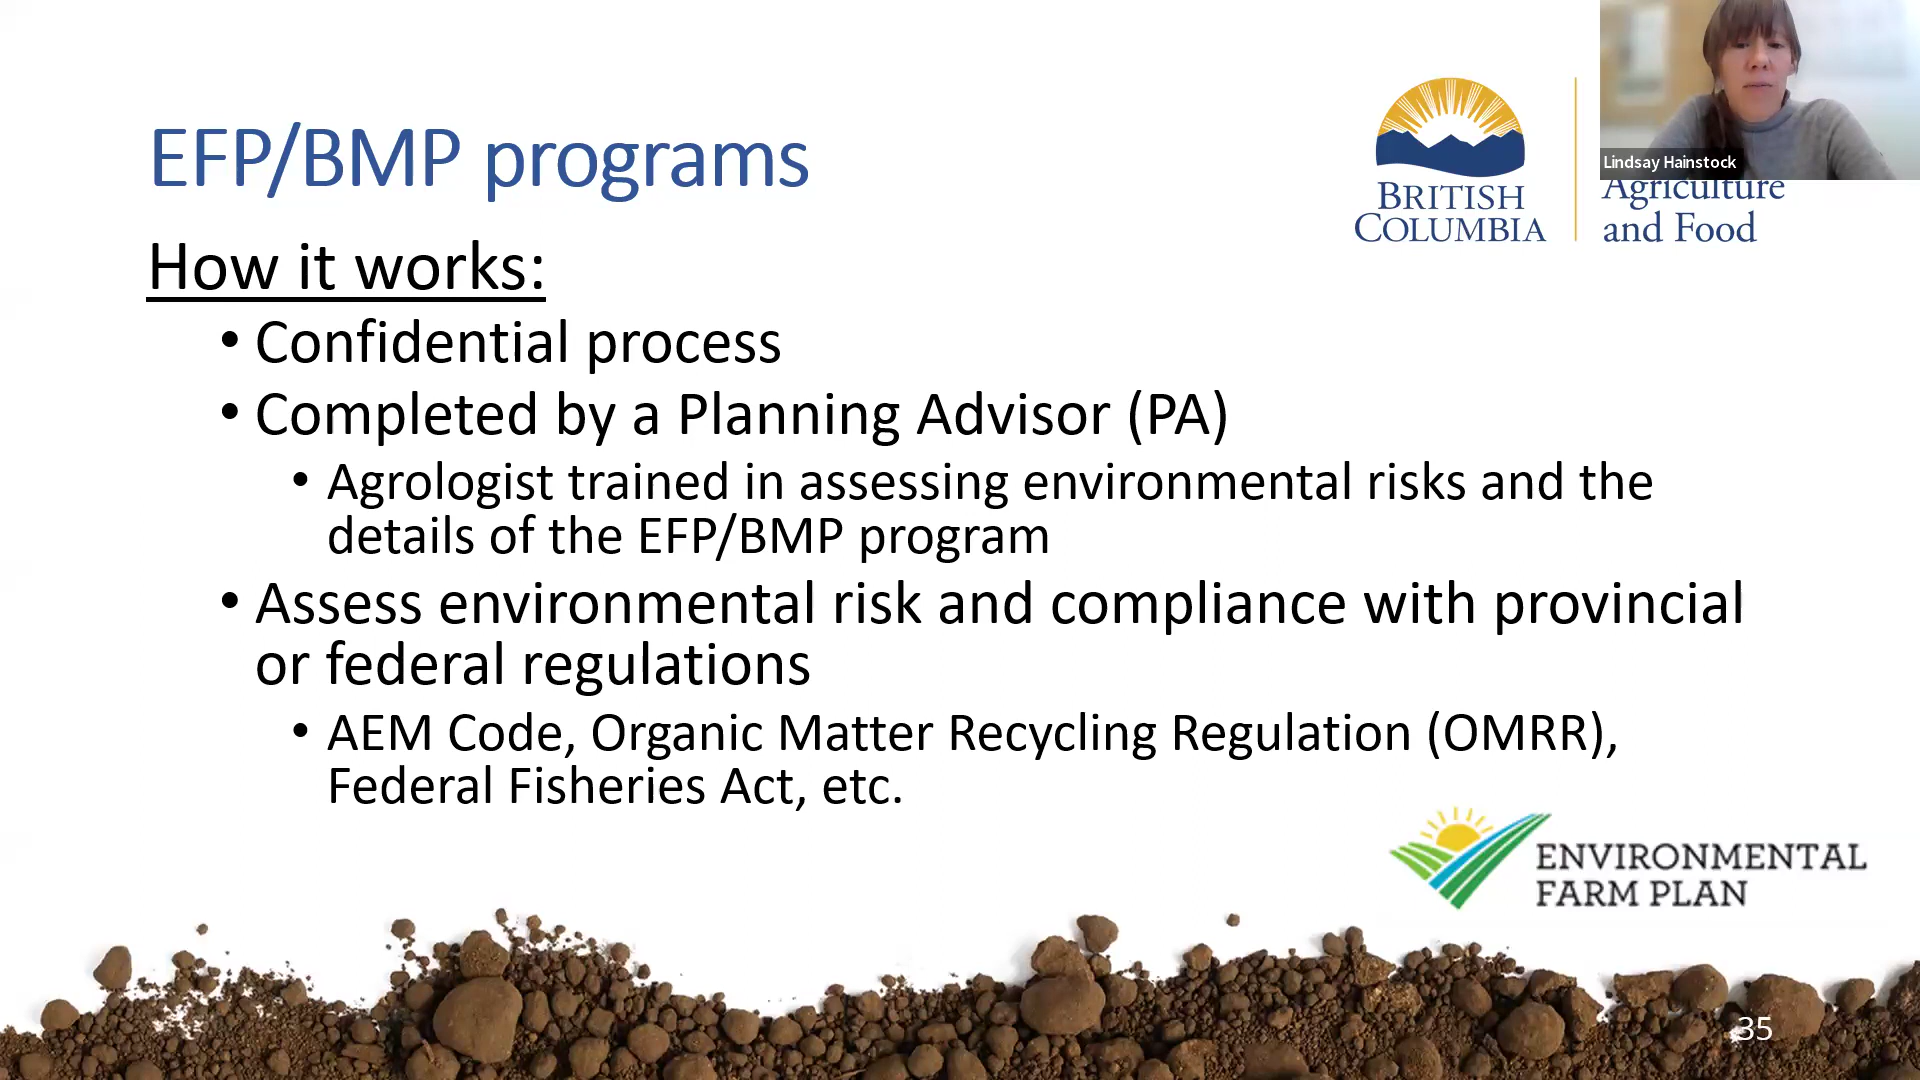 EFP/BMP programs
How it works:
• Confidential process
• Completed by a Planning Advisor (PA)
• Agrologist trained in assessing environmental risks and the
details of the EFP/BMP program
• Assess environmental risk and compliance with provincial
or federal regulations
• AEM Code, Organic Matter Recycling Regulation (OMRR),
Federal Fisheries Act, etc.
BRITISH
COLUMBIA
Agriculture
and Food
Lindsay Hainstock
ENVIRONMENTAL
FARM PLAN
35